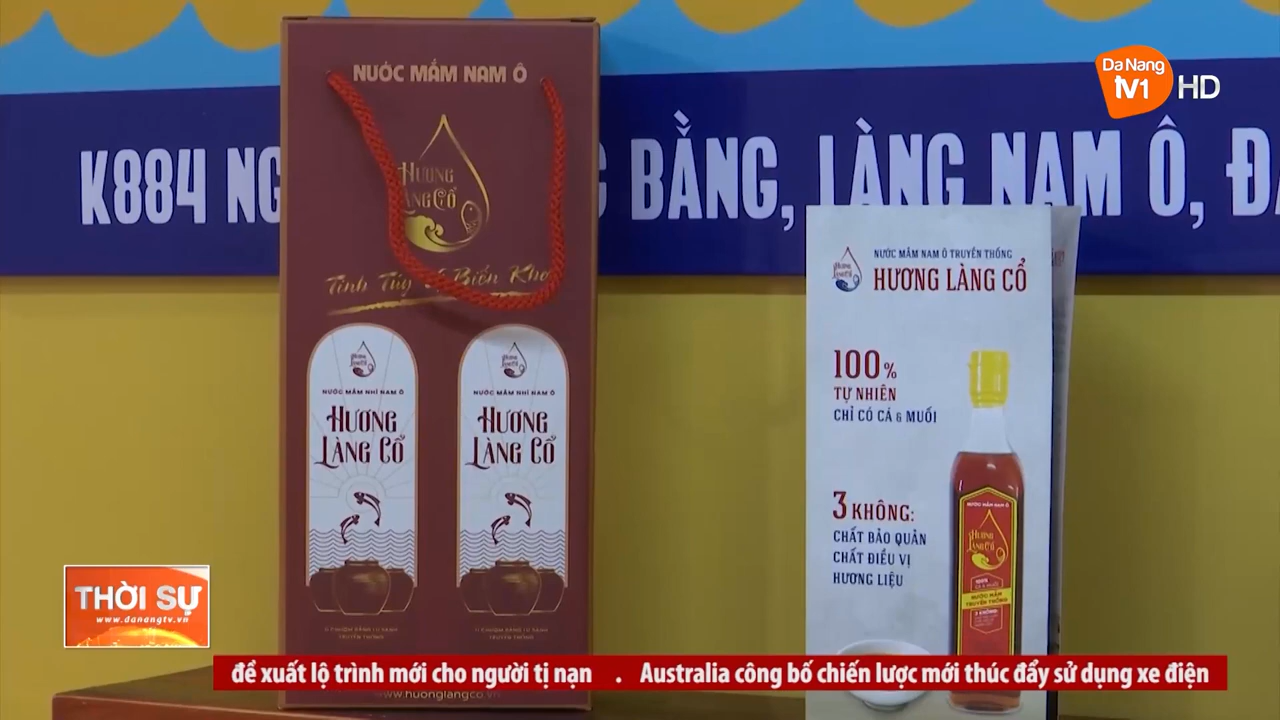 Da Nang
TV1 HD
K884 NG BẰNG, LÀNG NAM Ô, Đ
NƯỚC MẮM NAM Ô
HƯƠNG
LÀNG CỔ
Tinh Túy Biển Khơi
NƯỚC MẮM NHỈ NAM Ô
HƯƠNG
LÀNG CỔ
NƯỚC MẮM NHỈ NAM Ô
HƯƠNG
LÀNG CỔ
www.huonglangco.vn
NƯỚC MẮM NAM Ô TRUYỀN THỐNG
HƯƠNG LÀNG CỔ
100%
TỰ NHIÊN
CHỈ CÓ CÁ & MUỐI
3 KHÔNG:
CHẤT BẢO QUẢN
CHẤT ĐIỀU VỊ
HƯƠNG LIỆU
NƯỚC MẮM NAM Ô
HƯƠNG
LÀNG CỔ
NƯỚC MẮM
TRUYỀN THỐNG
THỜI SỰ
www.danangtv.vn
đề xuất lộ trình mới cho người tị nạn . Australia công bố chiến lược mới thúc đẩy sử dụng xe điện